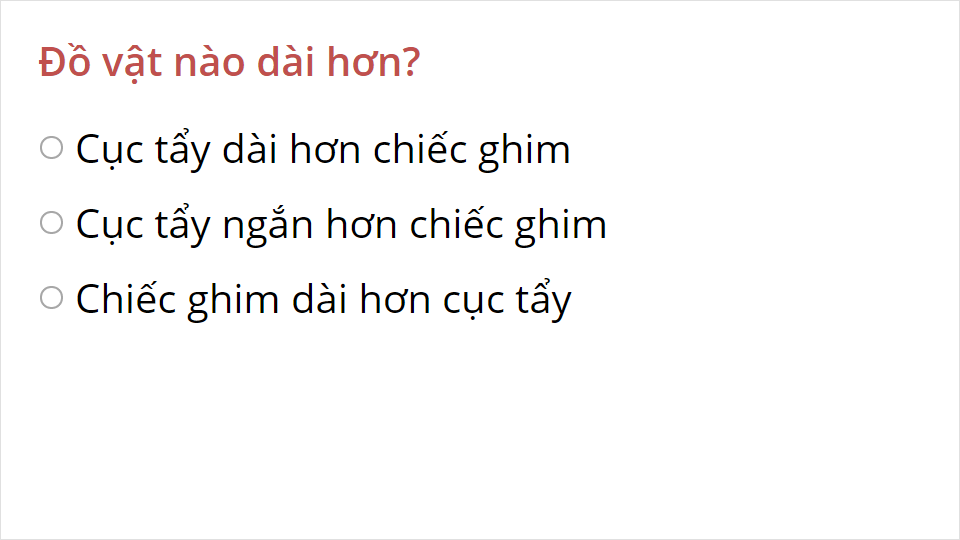 Đồ vật nào dài hơn?
Cục tẩy dài hơn chiếc ghim
Cục tẩy ngắn hơn chiếc ghim
Chiếc ghim dài hơn cục tẩy